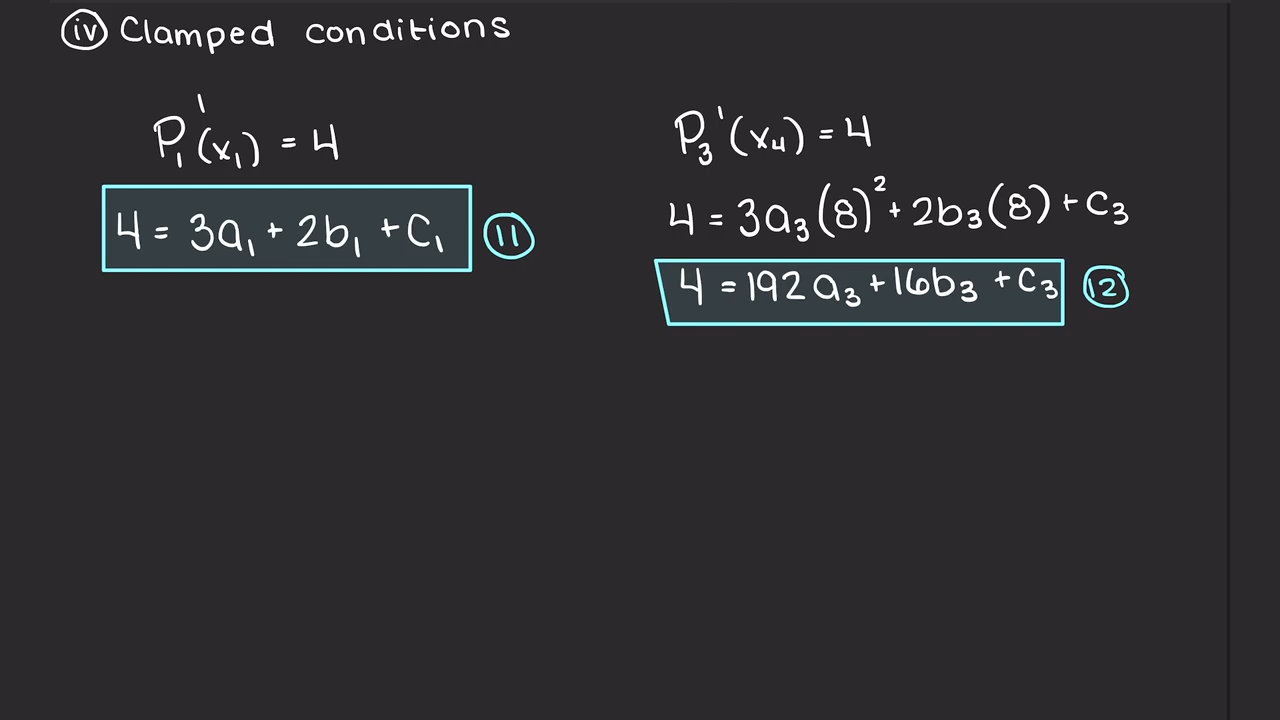 (iv) Clamped conditions
P₁'(x₁) = 4
4 = 3a₁ + 2b₁ + C₁ (11)
P₃'(x₄) = 4
4 = 3a₃(8)² + 2b₃(8) + C₃
4 = 192a₃ + 16b₃ + C₃ (12)